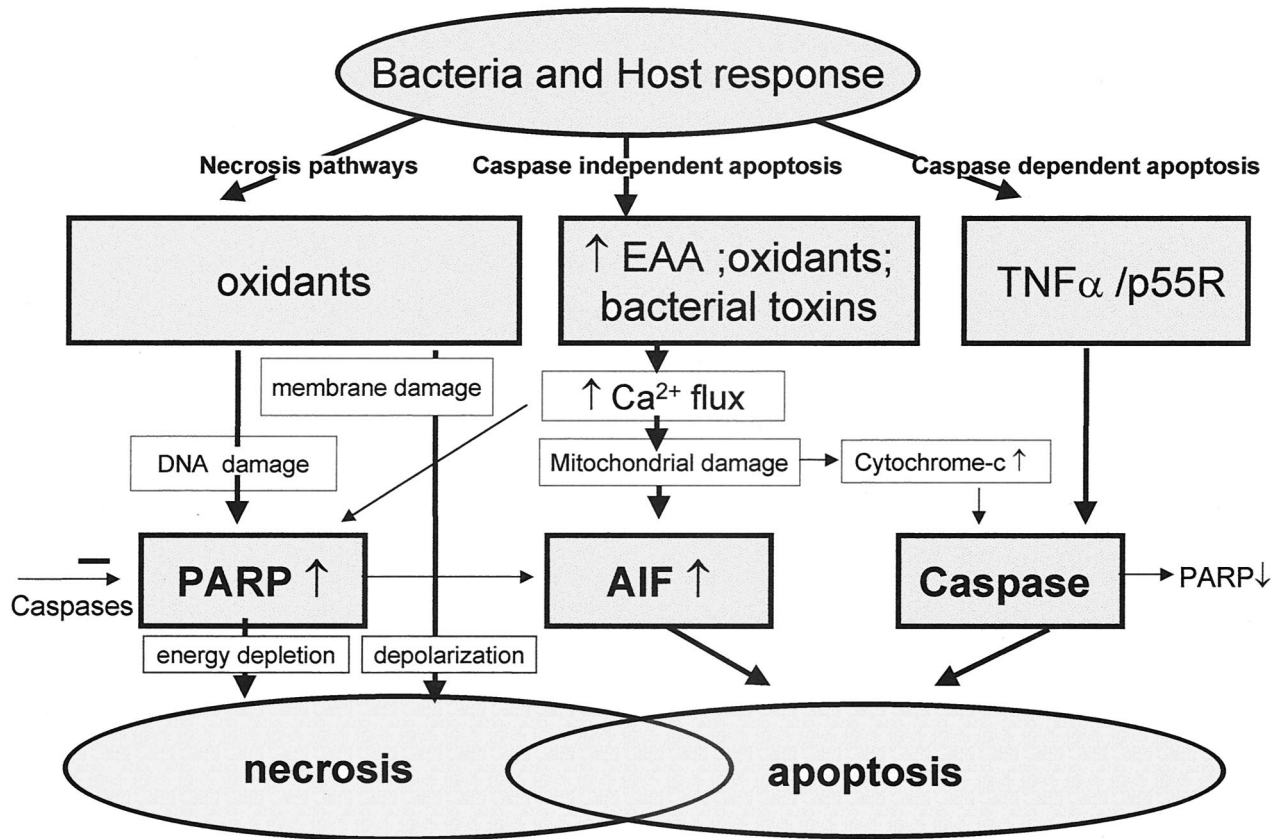 Bacteria and Host response
Necrosis pathways
Caspase independent apoptosis
Caspase dependent apoptosis
oxidants
↑ EAA ;oxidants;
bacterial toxins
TNFα /p55R
membrane damage
↑ Ca²⁺ flux
DNA damage
Mitochondrial damage
Cytochrome-c ↑
–
Caspases
PARP ↑
AIF ↑
Caspase
PARP↓
energy depletion
depolarization
necrosis
apoptosis